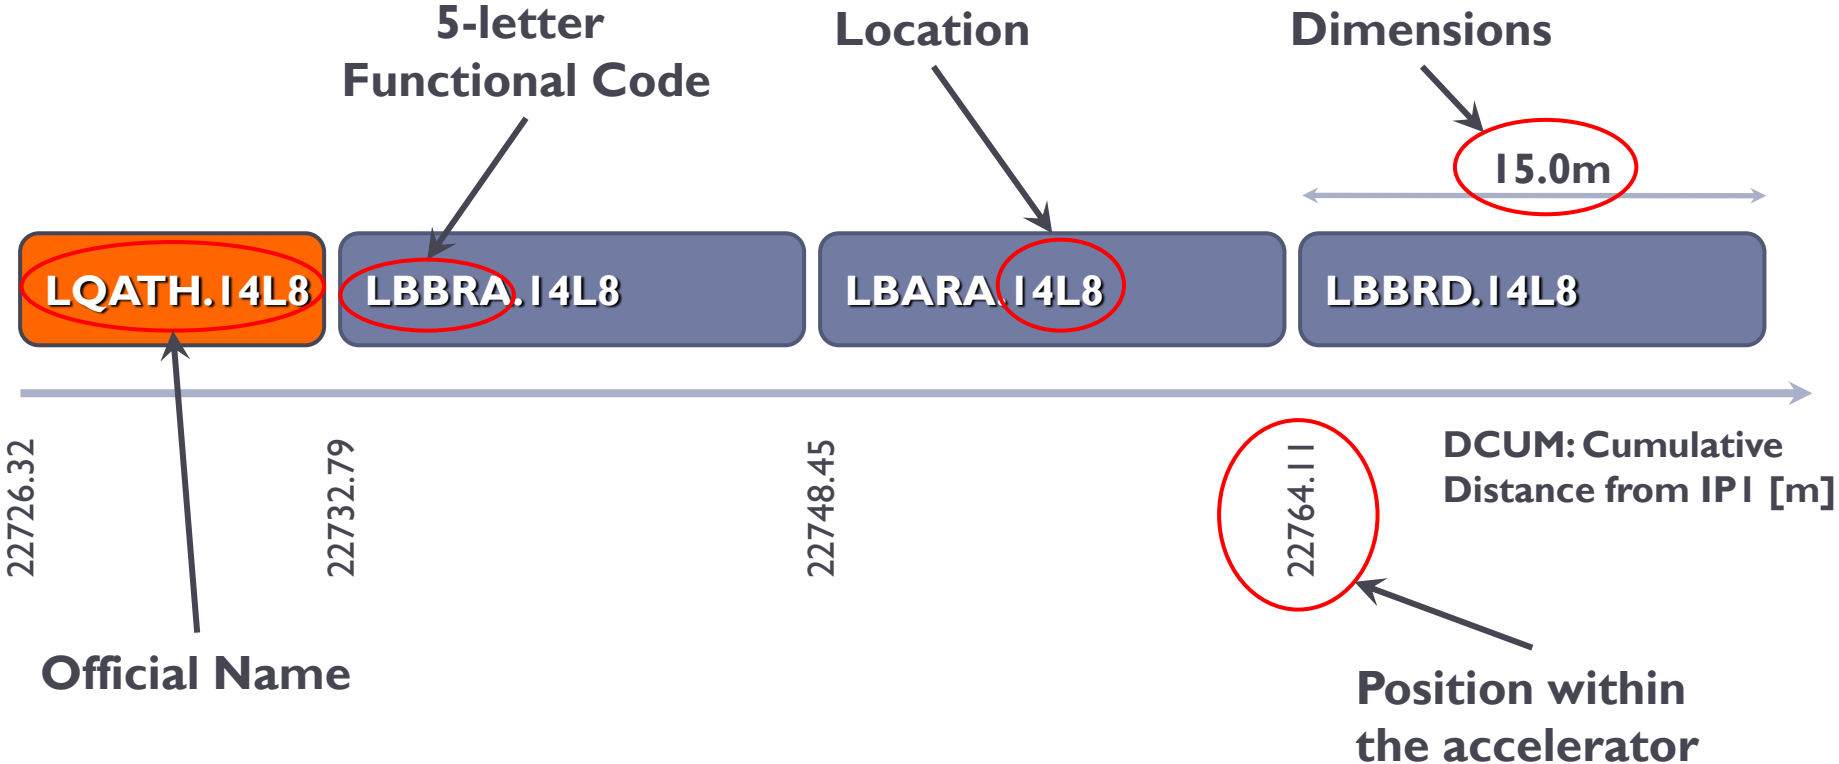 5-letter
Functional Code
Location
Dimensions
15.0m
LQATH.14L8
LBBRA.14L8
LBARA.14L8
LBBRD.14L8
22726.32
22732.79
22748.45
22764.11
DCUM: Cumulative
Distance from IP1 [m]
Official Name
Position within
the accelerator